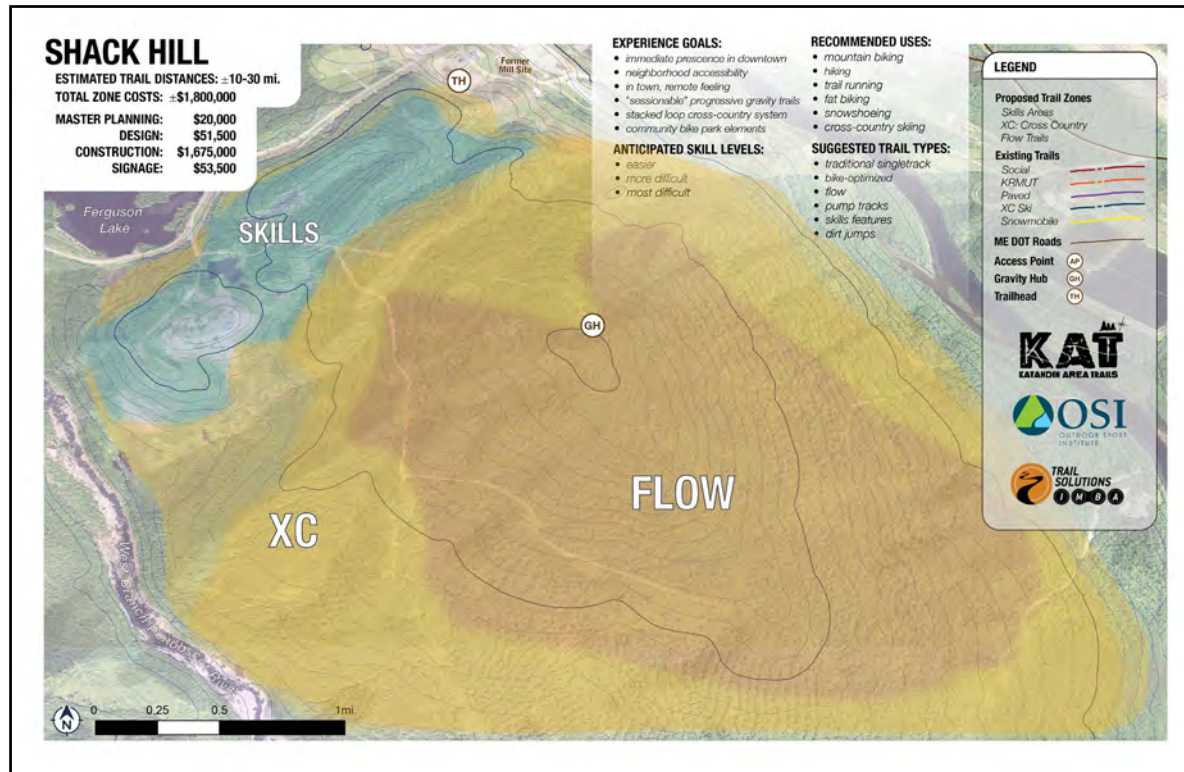 SHACK HILL
ESTIMATED TRAIL DISTANCES: ±10-30 mi.
TOTAL ZONE COSTS: ±$1,800,000
MASTER PLANNING: $20,000
DESIGN: $51,500
CONSTRUCTION: $1,675,000
SIGNAGE: $53,500
EXPERIENCE GOALS:
• immediate prescence in downtown
• neighborhood accessibility
• in town, remote feeling
• "sessionable" progressive gravity trails
• stacked loop cross-country system
• community bike park elements
ANTICIPATED SKILL LEVELS:
• easier
• more difficult
• most difficult
RECOMMENDED USES:
• mountain biking
• hiking
• trail running
• fat biking
• snowshoeing
• cross-country skiing
SUGGESTED TRAIL TYPES:
• traditional singletrack
• bike-optimized
• flow
• pump tracks
• skills features
• dirt jumps
LEGEND
Proposed Trail Zones
Skills Areas
XC: Cross Country
Flow Trails
Existing Trails
Social
KRMUT
Paved
XC Ski
Snowmobile
ME DOT Roads
Access Point AP
Gravity Hub GH
Trailhead TH
KAT
KATAHDIN AREA TRAILS
OSI
OUTDOOR SPORT
INSTITUTE
TRAIL
SOLUTIONS
IMBA
TH
Former
Mill Site
Ferguson
Lake
SKILLS
GH
FLOW
XC
West Branch Penobscot River
N
0 0.25 0.5 1mi.